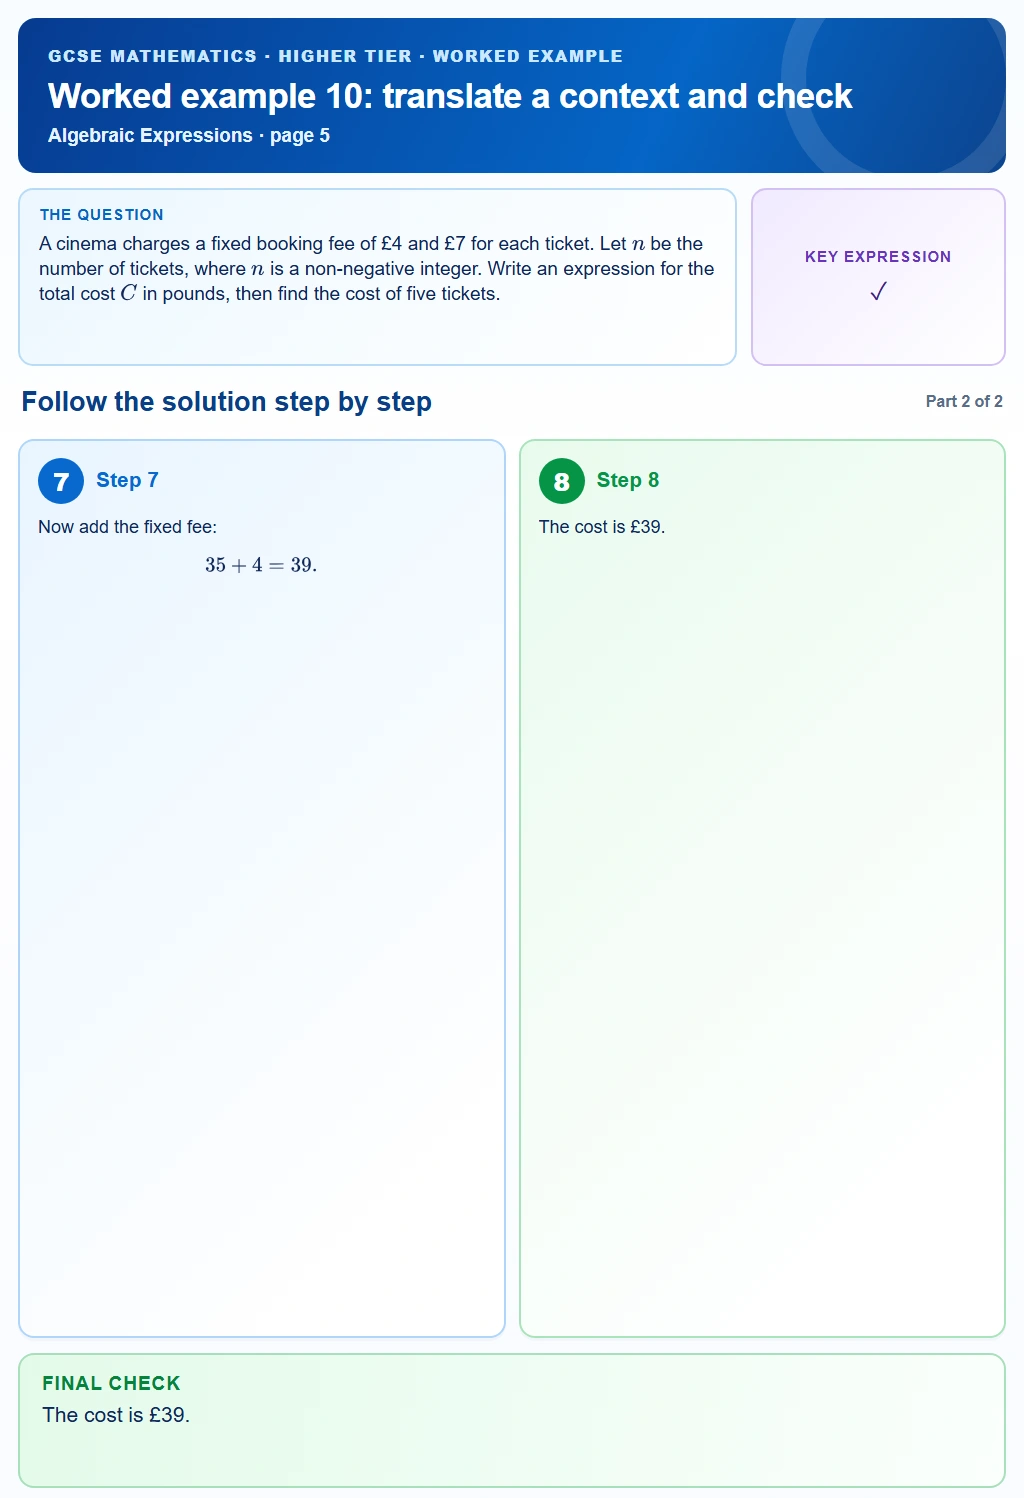 GCSE MATHEMATICS · HIGHER TIER · WORKED EXAMPLE
Worked example 10: translate a context and check
Algebraic Expressions · page 5
THE QUESTION
A cinema charges a fixed booking fee of £4 and £7 for each ticket. Let n be the
number of tickets, where n is a non-negative integer. Write an expression for the
total cost C in pounds, then find the cost of five tickets.
KEY EXPRESSION
✓
Follow the solution step by step
Part 2 of 2
7 Step 7
Now add the fixed fee:
35 + 4 = 39.
8 Step 8
The cost is £39.
FINAL CHECK
The cost is £39.